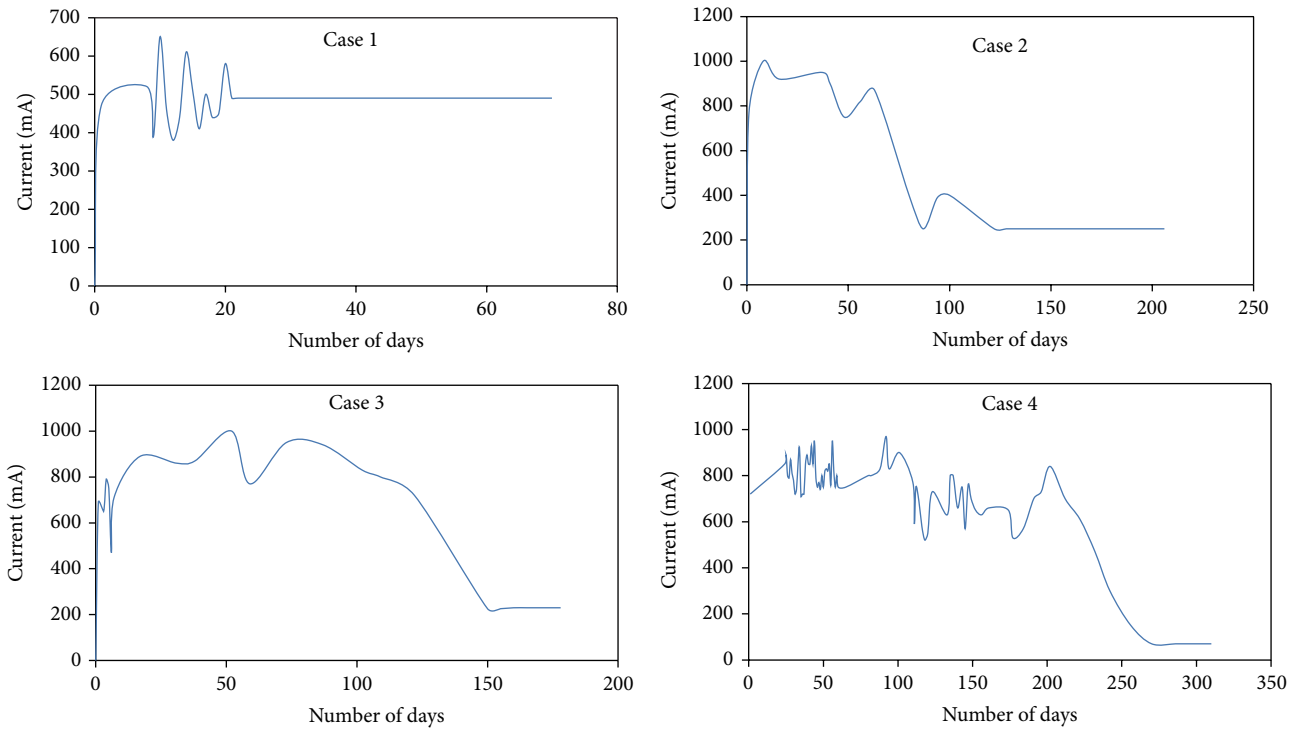 Case 1
Current (mA)
700
600
500
400
300
200
100
0
0 20 40 60 80
Number of days
Case 2
Current (mA)
1200
1000
800
600
400
200
0
0 50 100 150 200 250
Number of days
Case 3
Current (mA)
1200
1000
800
600
400
200
0
0 50 100 150 200
Number of days
Case 4
Current (mA)
1200
1000
800
600
400
200
0
0 50 100 150 200 250 300 350
Number of days